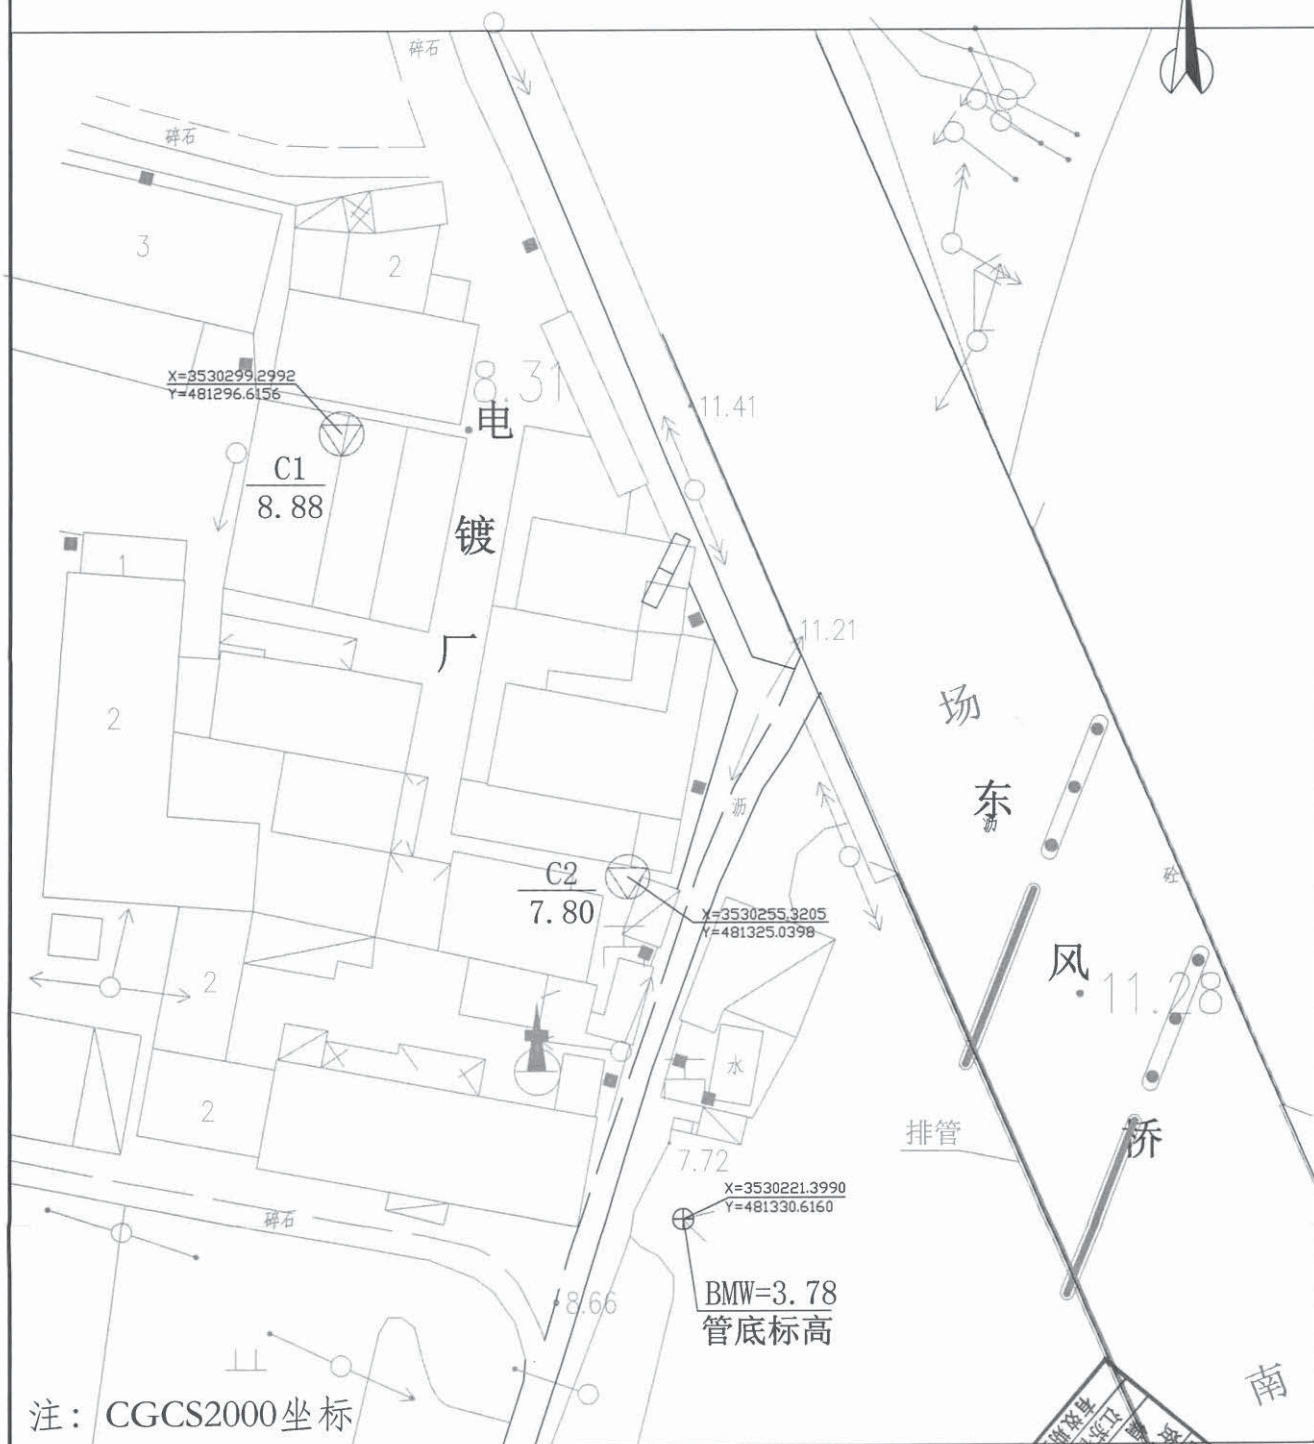 碎石
碎石
3
2
X=3530299.2992
Y=481296.6156
8.31
电
11.41
C1
8.88
镀
1
厂
11.21
2
场
东
沥
沥
砼
C2
7.80
X=3530255.3205
Y=481325.0398
风
11.28
2
水
2
桥
排管
7.72
X=3530221.3990
Y=481330.6160
碎石
BMW=3.78
管底标高
8.66
南
注：CGCS2000坐标